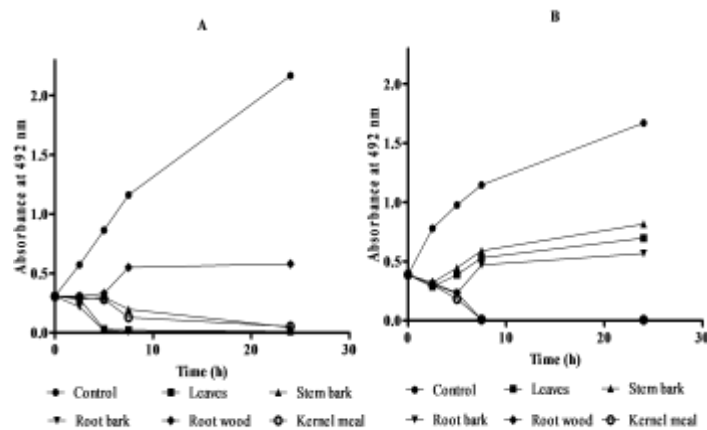 A
Absorbance at 492 nm
2.0
1.5
1.0
0.5
0.0
0
10
20
30
Time (h)
Control
Leaves
Stem bark
Root bark
Root wood
Kernel meal
B
Absorbance at 492 nm
2.0
1.5
1.0
0.5
0.0
0
10
20
30
Time (h)
Control
Leaves
Stem bark
Root bark
Root wood
Kernel meal